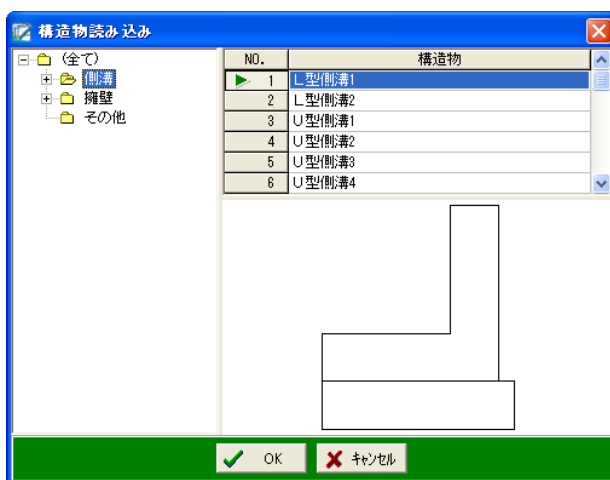 構造物読み込み
(全て)
側溝
擁壁
その他
NO. 構造物
1 L型側溝1
2 L型側溝2
3 U型側溝1
4 U型側溝2
5 U型側溝3
6 U型側溝4
OK キャンセル